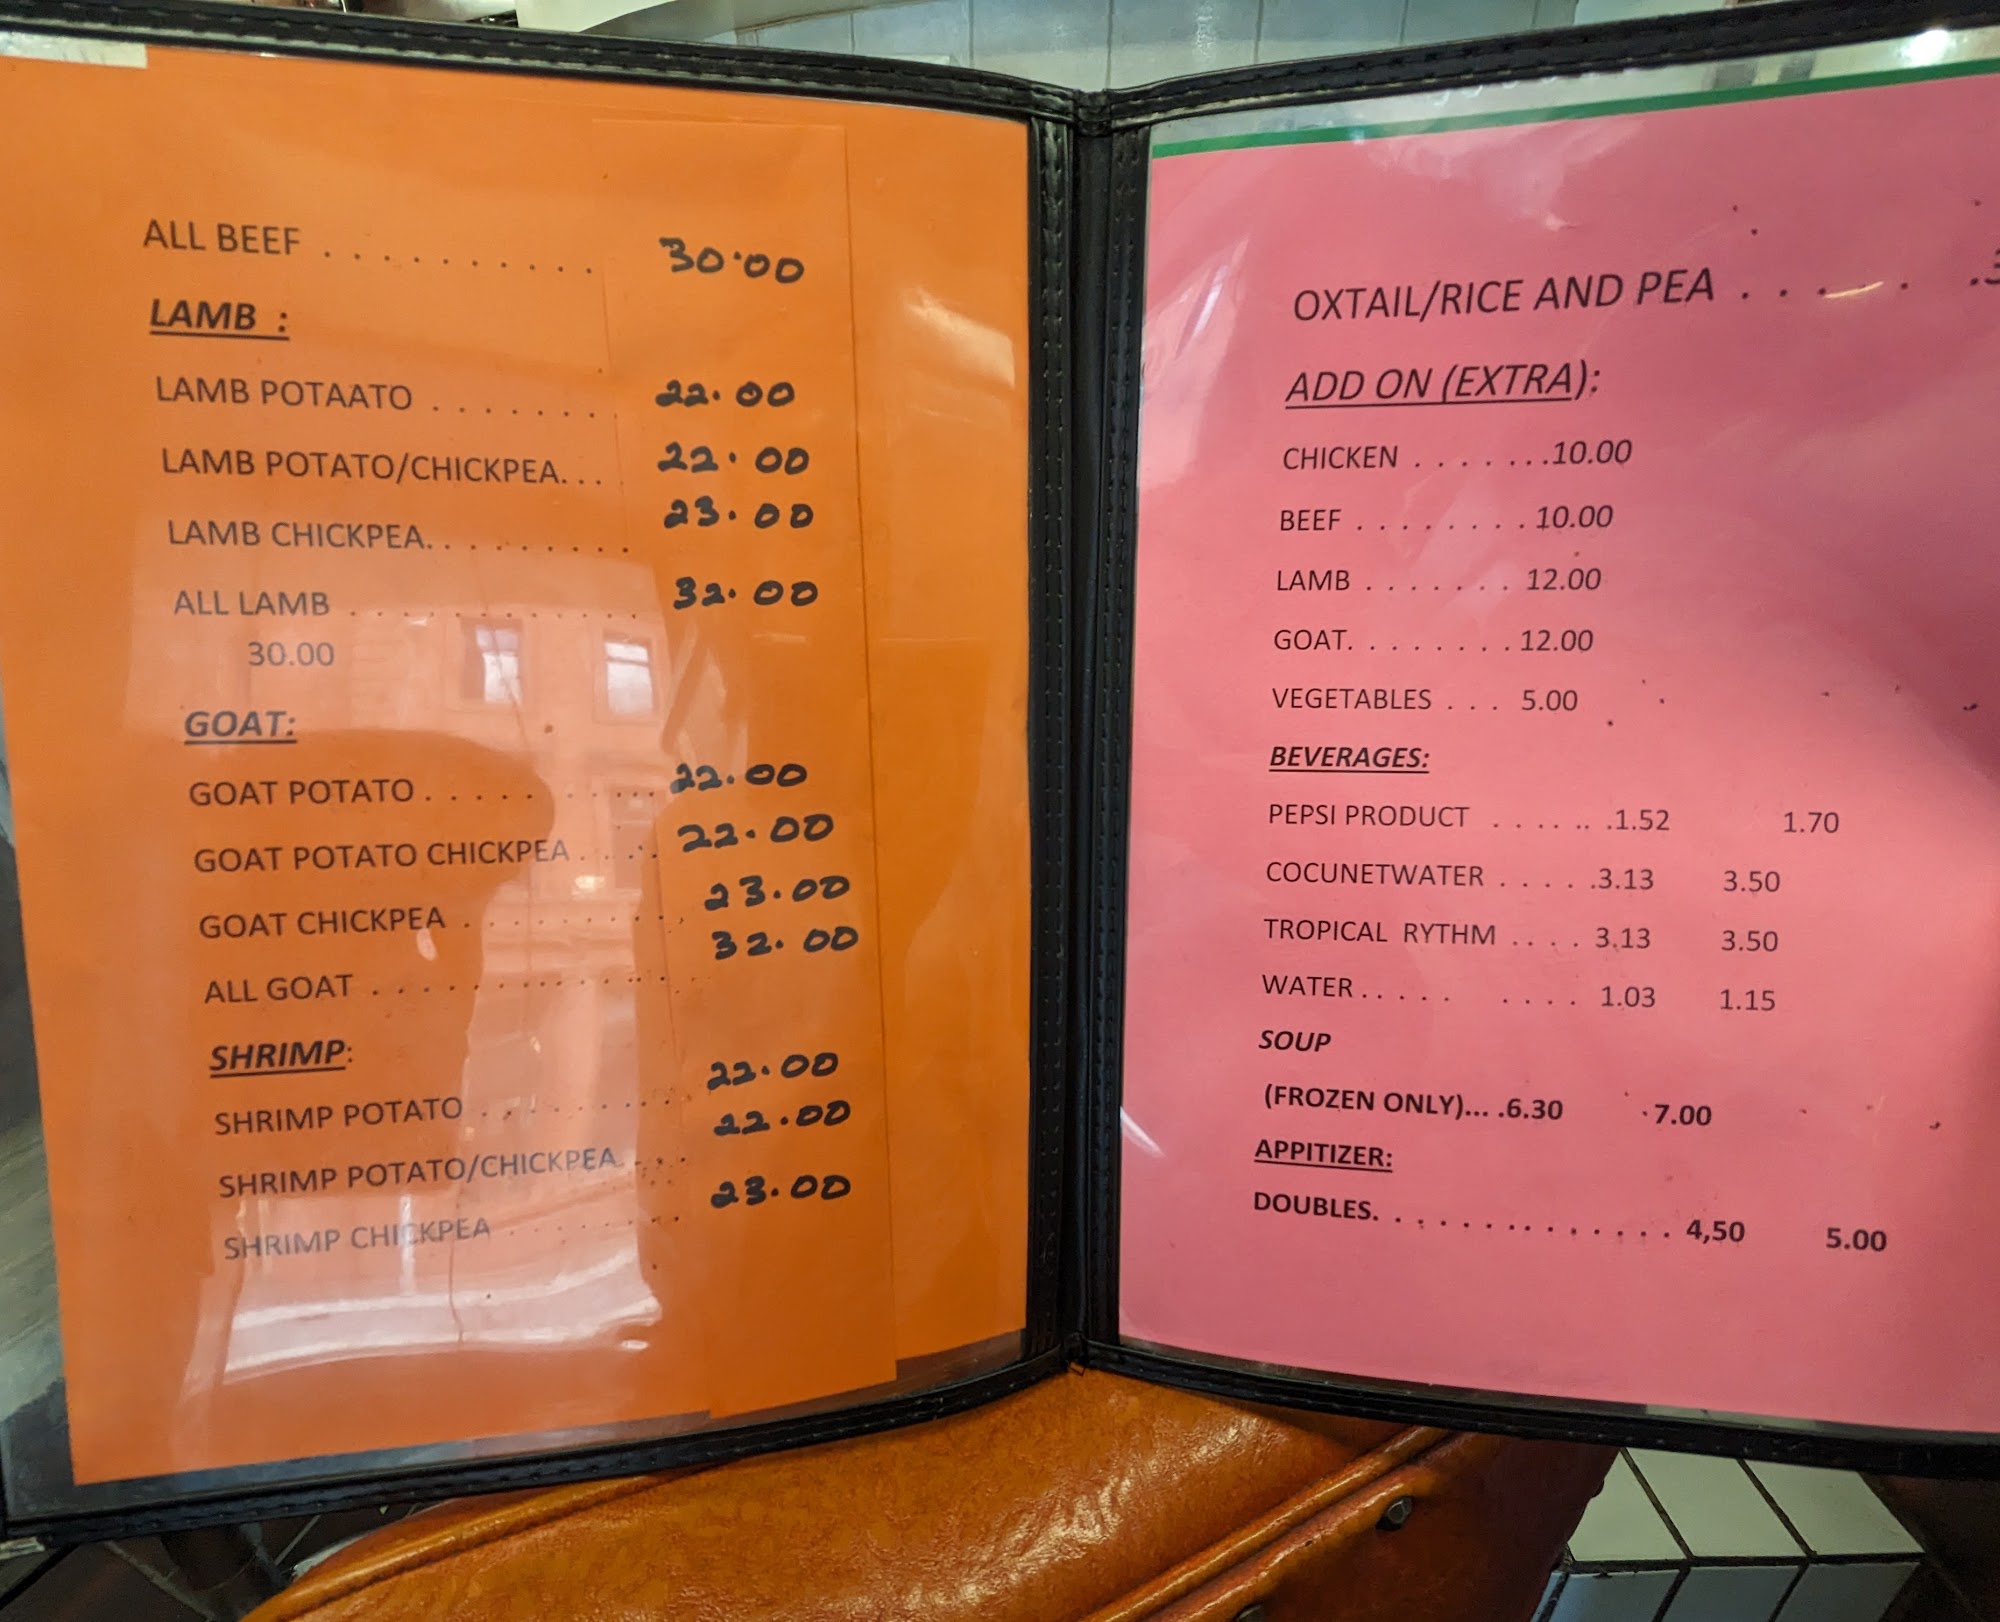 ALL BEEF . . . . . . . . . . 30.00
LAMB :
LAMB POTAATO . . . . . . . . 22.00
LAMB POTATO/CHICKPEA. . . 22.00
LAMB CHICKPEA. . . . . . . . . 23.00
ALL LAMB . . . . . . . . . . . 32.00
30.00
GOAT:
GOAT POTATO . . . . . . . . . . . 22.00
GOAT POTATO CHICKPEA . . . . 22.00
GOAT CHICKPEA . . . . . . . . . . 23.00
ALL GOAT . . . . . . . . . . . . . 32.00
SHRIMP:
SHRIMP POTATO . . . . . . . . . . 22.00
SHRIMP POTATO/CHICKPEA . . . . 22.00
SHRIMP CHICKPEA . . . . . . . . 23.00
OXTAIL/RICE AND PEA . . . . . .
ADD ON (EXTRA):
CHICKEN . . . . . . .10.00
BEEF . . . . . . . . 10.00
LAMB . . . . . . . 12.00
GOAT. . . . . . . . 12.00
VEGETABLES . . . 5.00
BEVERAGES:
PEPSI PRODUCT . . . . .. .1.52 1.70
COCUNETWATER . . . . .3.13 3.50
TROPICAL RYTHM . . . . 3.13 3.50
WATER . . . . . . . . . 1.03 1.15
SOUP
(FROZEN ONLY)... .6.30 .7.00
APPITIZER:
DOUBLES. . . . . . . . . . . . . . . 4,50 5.00